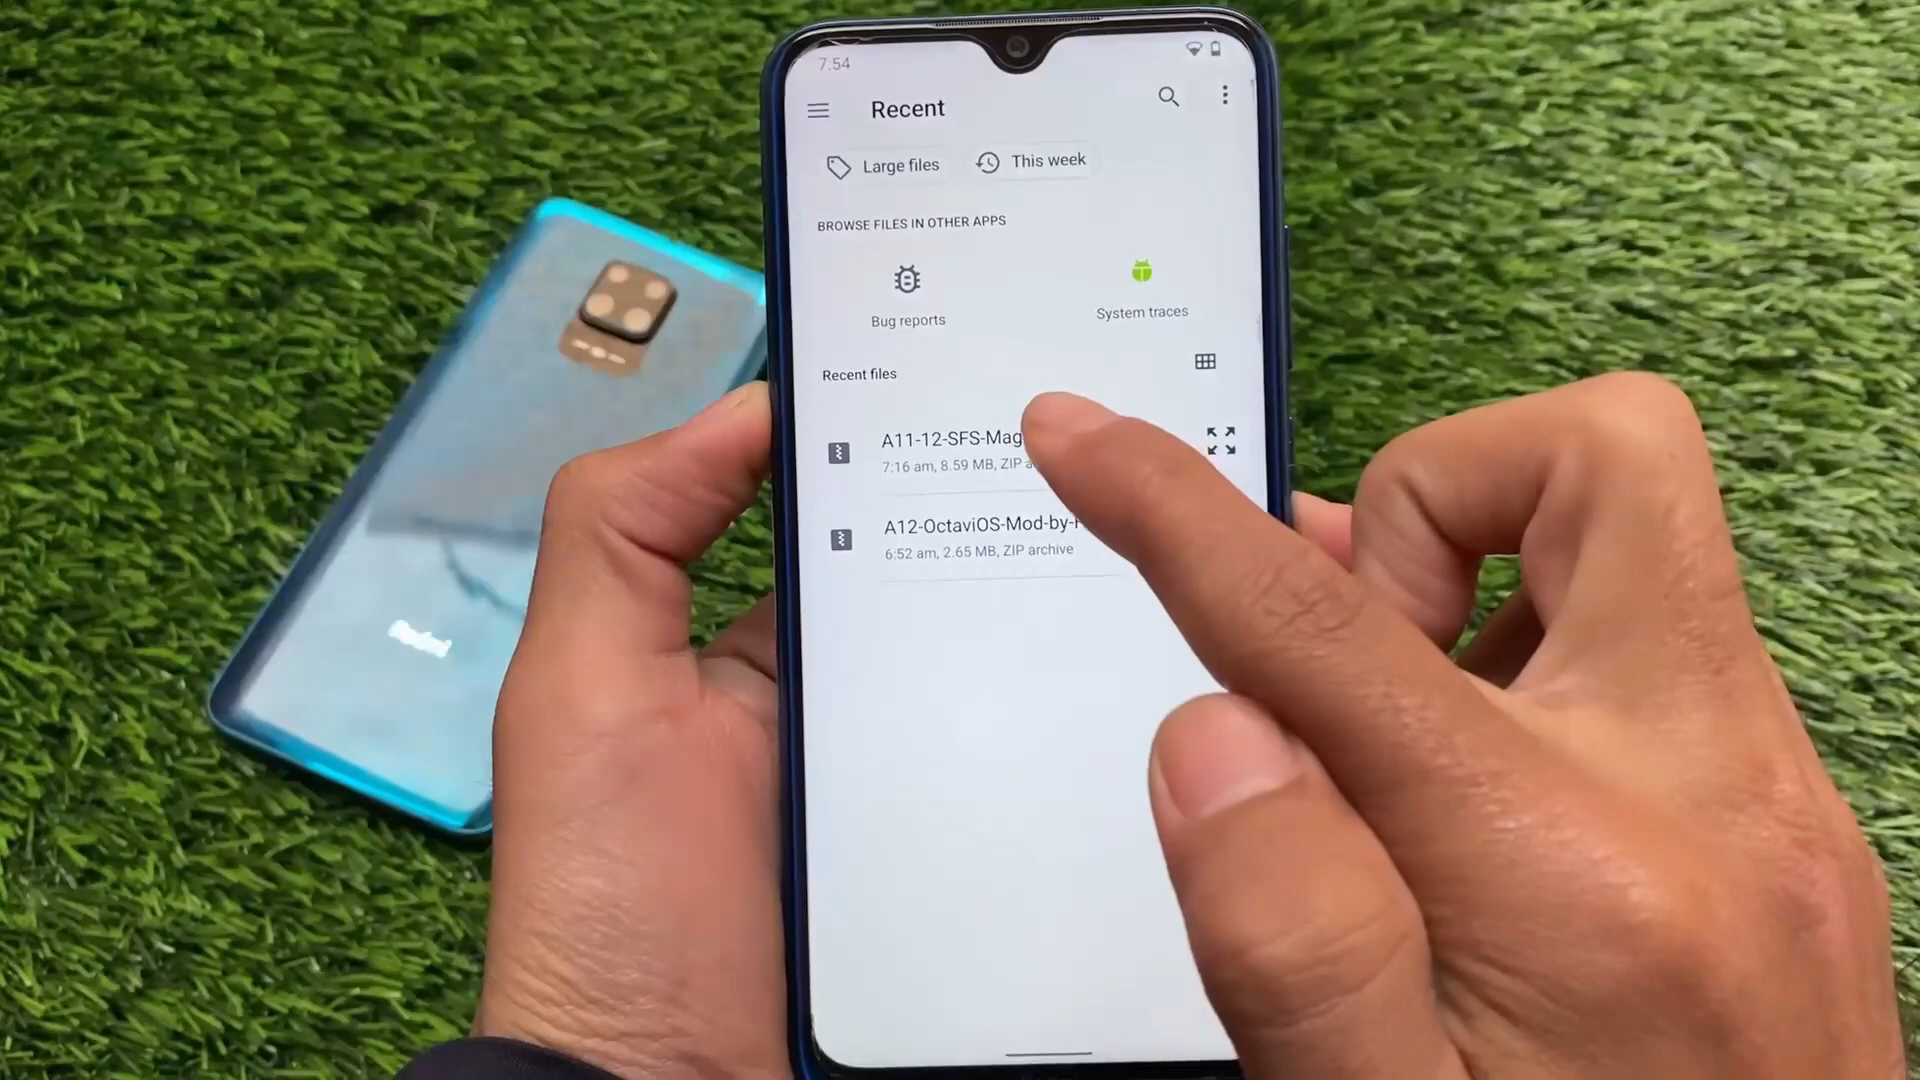 7:54
Recent
Large files
This week
BROWSE FILES IN OTHER APPS
Bug reports
System traces
Recent files
A11-12-SFS-Mag
7:16 am, 8.59 MB, ZIP
A12-OctaviOS-Mod-by-
6:52 am, 2.65 MB, ZIP archive
Redmi